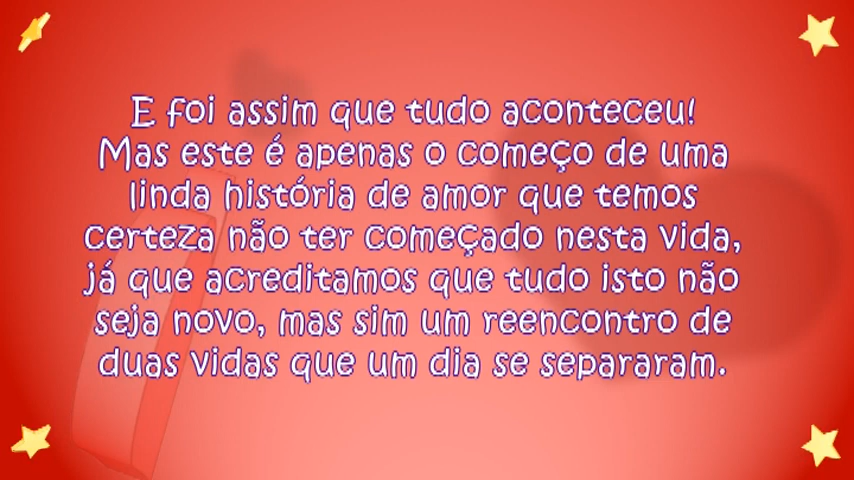 E foi assim que tudo aconteceu!
Mas este é apenas o começo de uma
linda história de amor que temos
certeza não ter começado nesta vida,
já que acreditamos que tudo isto não
seja novo, mas sim um reencontro de
duas vidas que um dia se separaram.